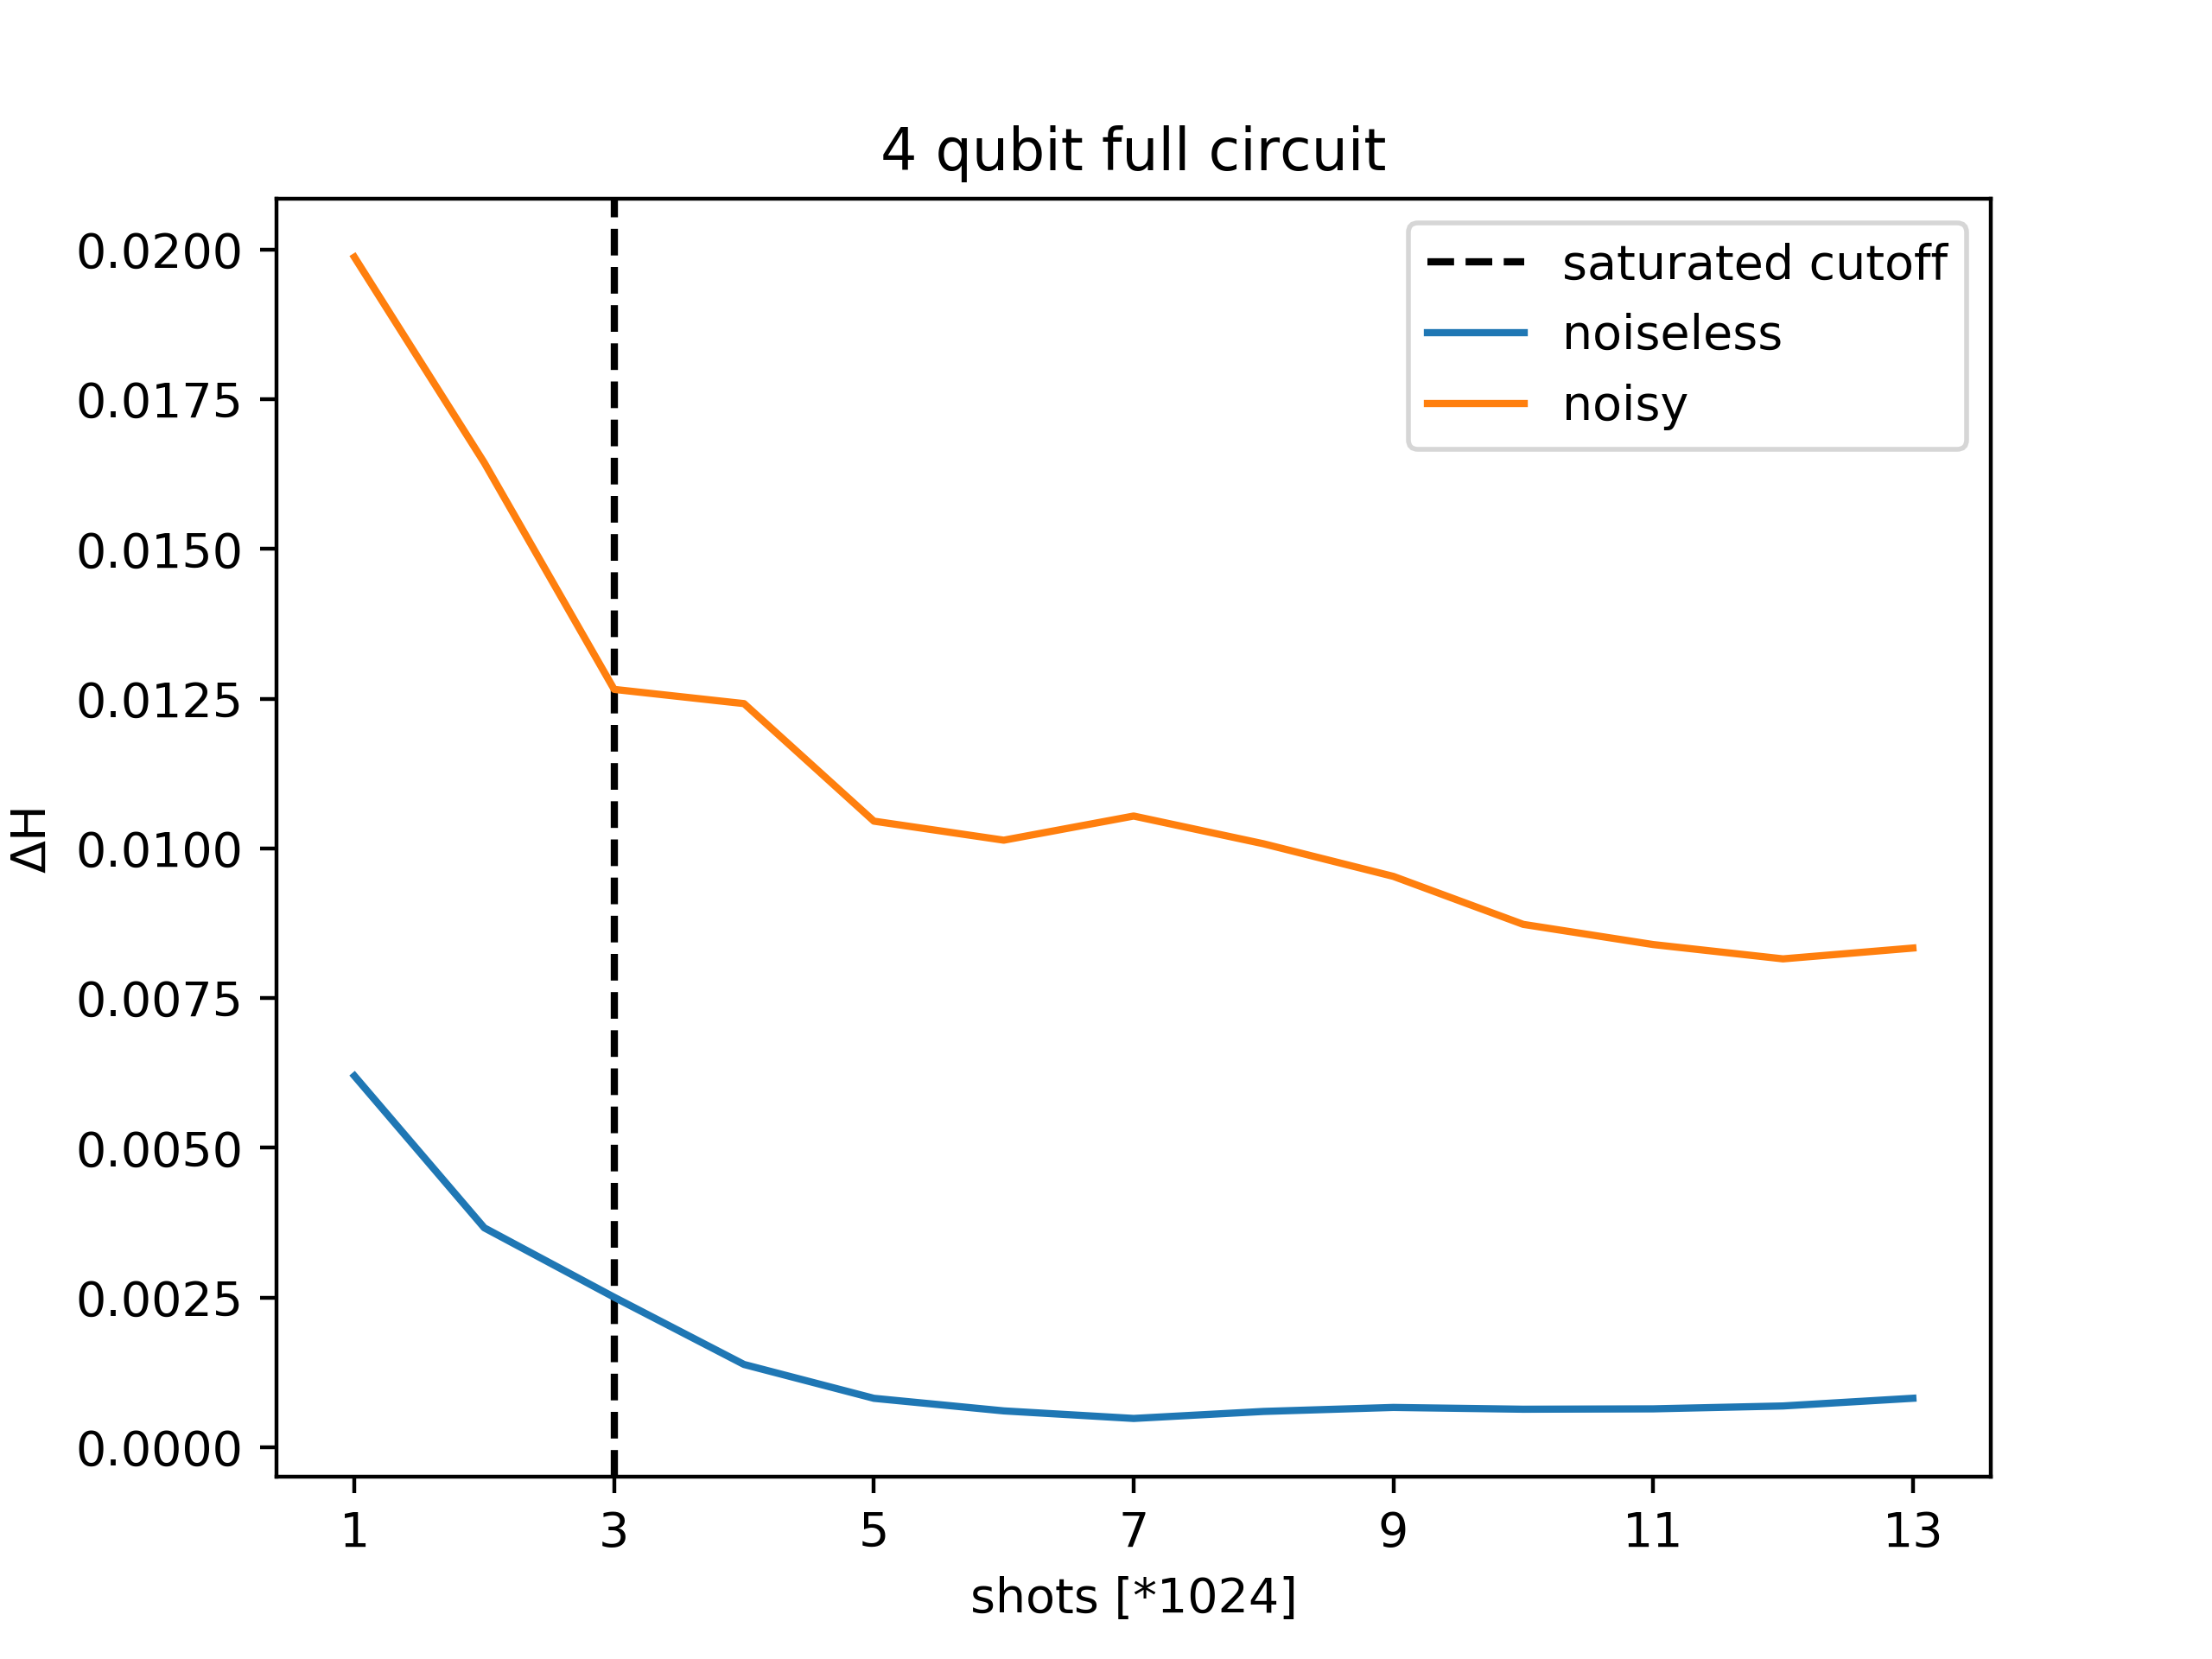 4 qubit full circuit
saturated cutoff
noiseless
noisy
0.0200
0.0175
0.0150
0.0125
0.0100
0.0075
0.0050
0.0025
0.0000
ΔH
1 3 5 7 9 11 13
shots [*1024]